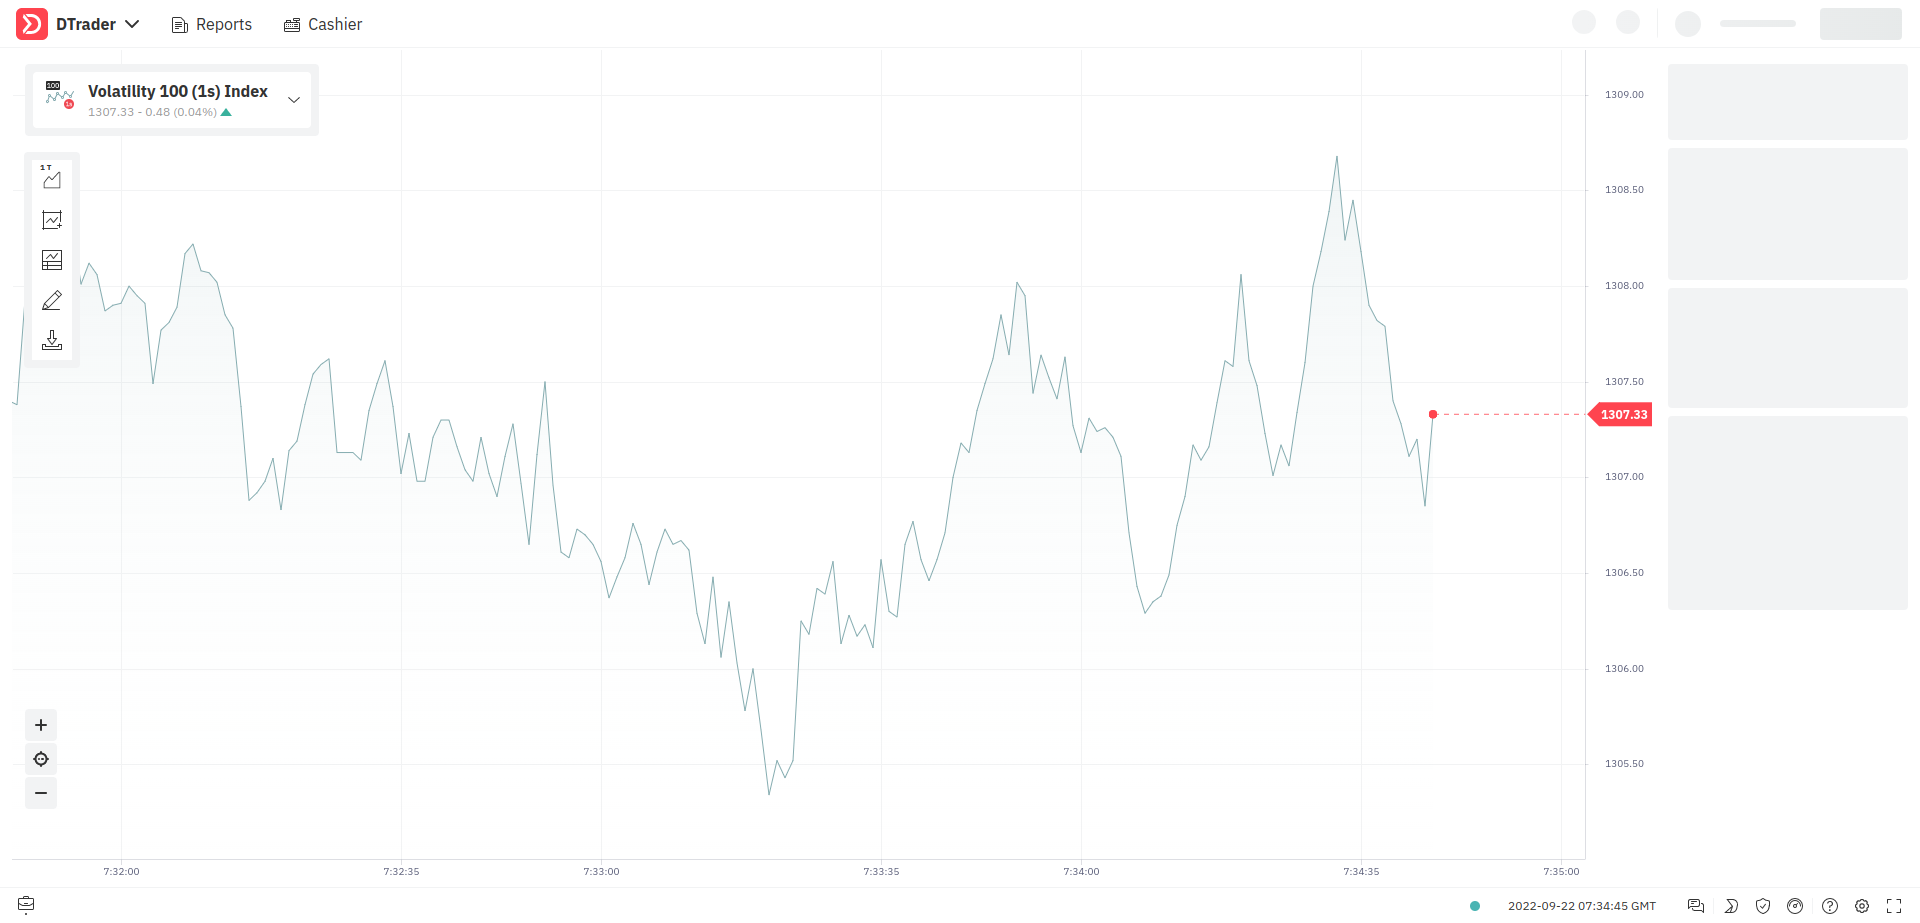 DTrader
Reports
Cashier
100
Volatility 100 (1s) Index
1s
1307.33 - 0.48 (0.04%)
1T
1309.00
1308.50
1308.00
1307.50
1307.33
1307.00
1306.50
1306.00
1305.50
7:32:00
7:32:35
7:33:00
7:33:35
7:34:00
7:34:35
7:35:00
2022-09-22 07:34:45 GMT